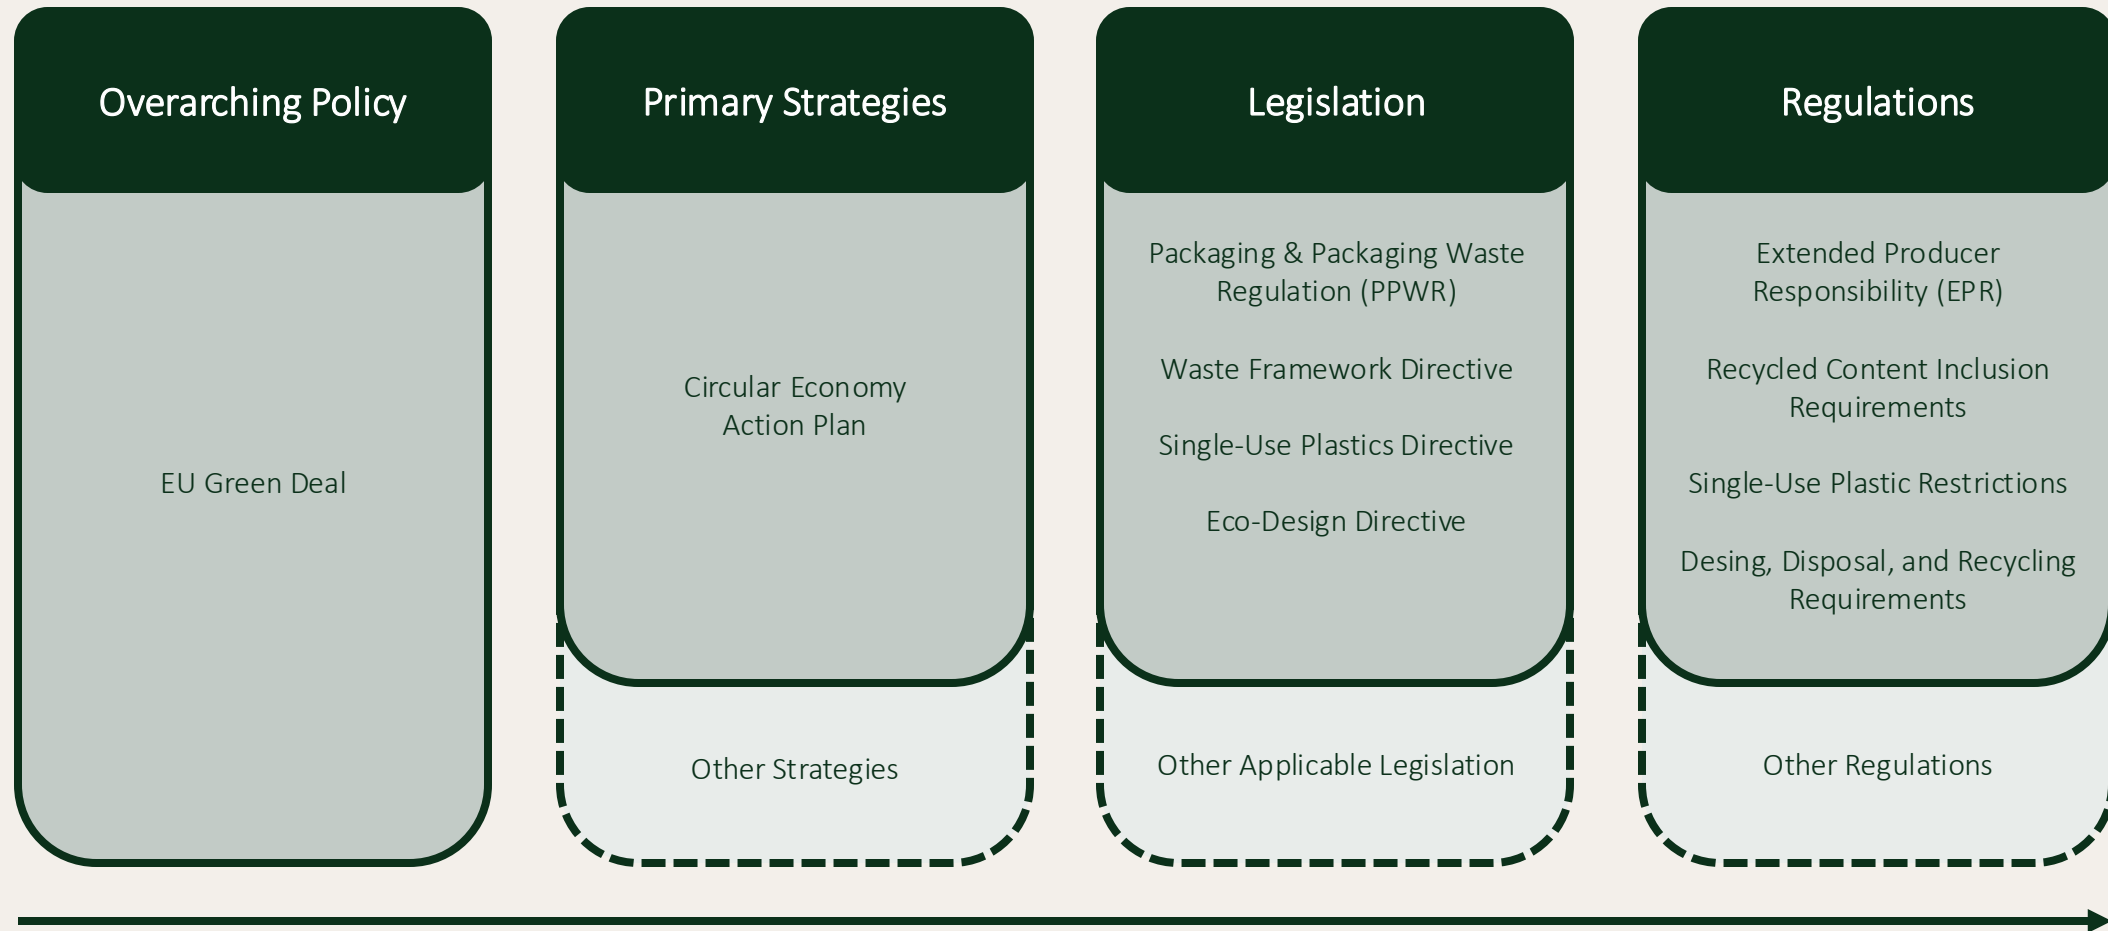 Overarching Policy
EU Green Deal
Primary Strategies
Circular Economy
Action Plan
Other Strategies
Legislation
Packaging & Packaging Waste
Regulation (PPWR)
Waste Framework Directive
Single-Use Plastics Directive
Eco-Design Directive
Other Applicable Legislation
Regulations
Extended Producer
Responsibility (EPR)
Recycled Content Inclusion
Requirements
Single-Use Plastic Restrictions
Desing, Disposal, and Recycling
Requirements
Other Regulations